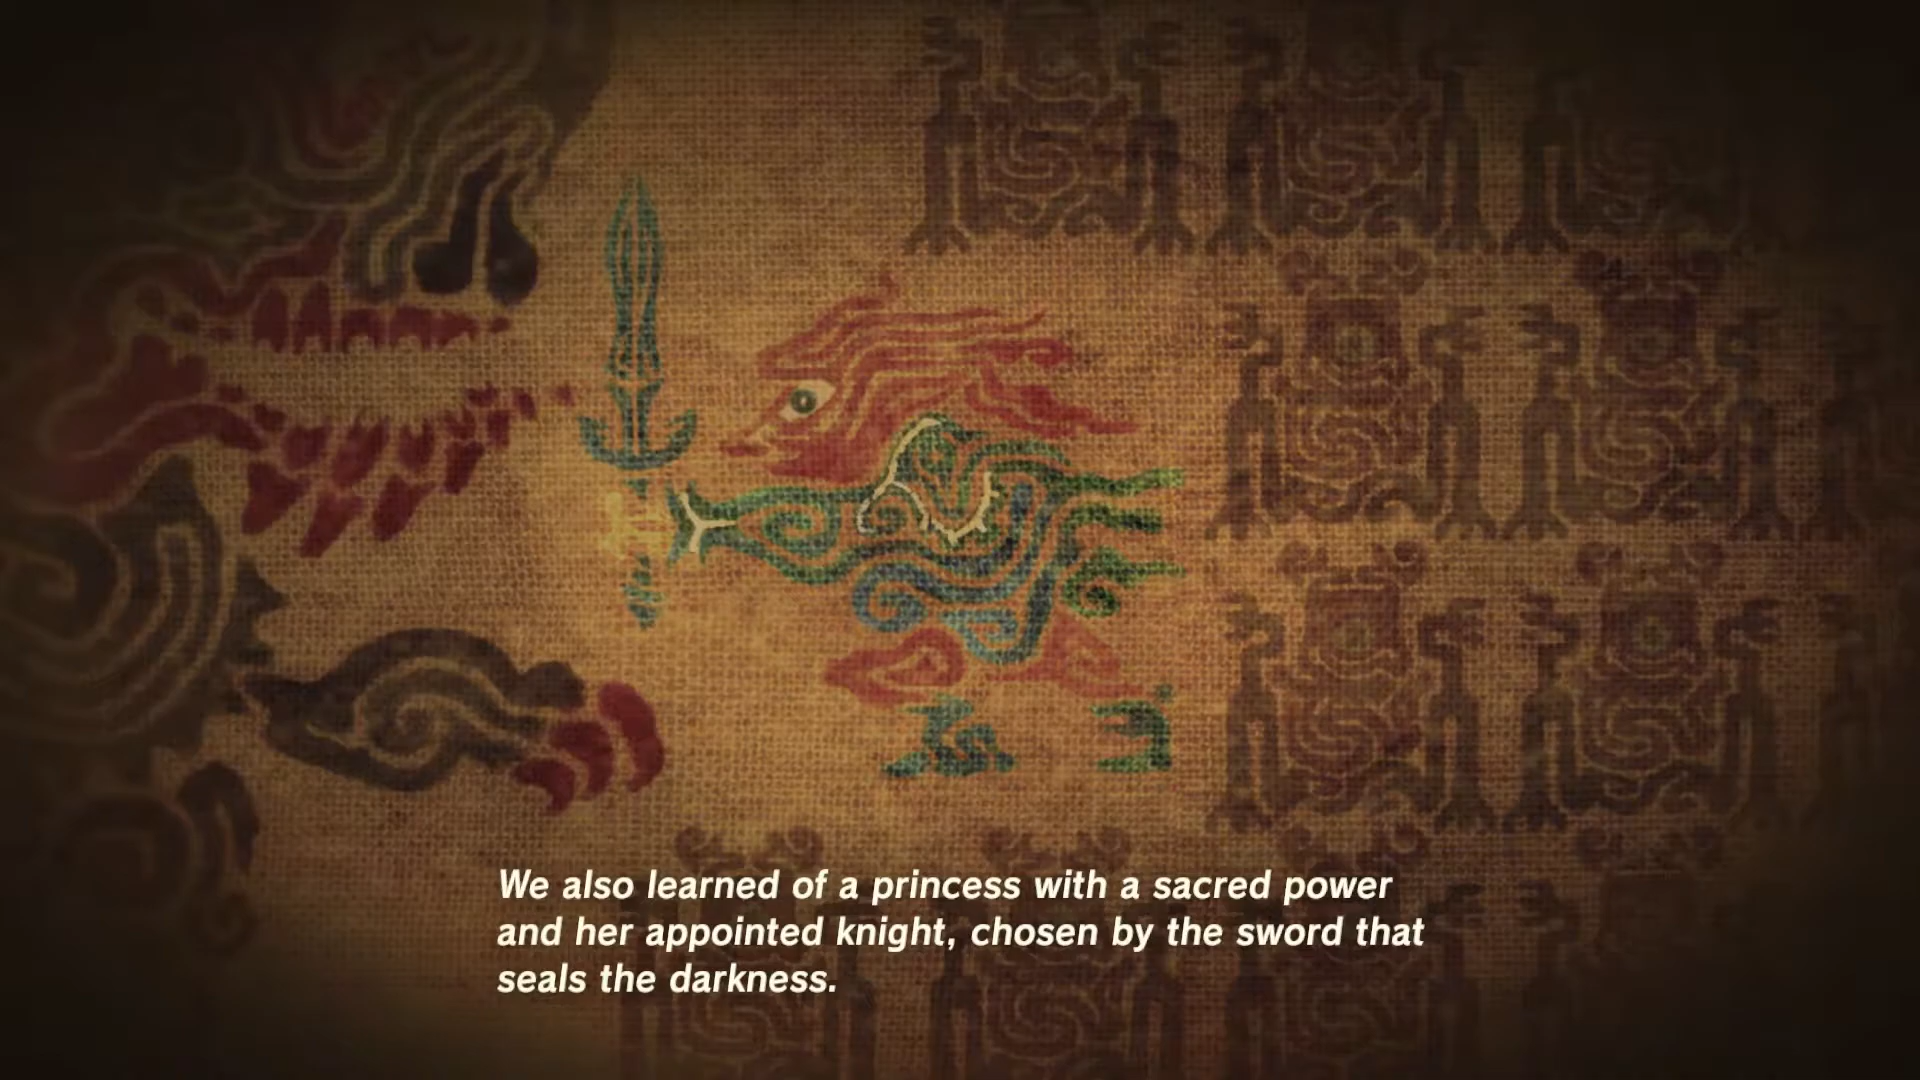 We also learned of a princess with a sacred power
and her appointed knight, chosen by the sword that
seals the darkness.